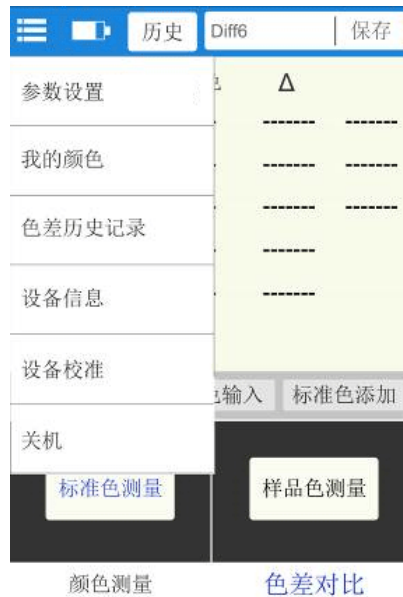 历史 Diff6 保存
参数设置
Δ
------- -------
我的颜色
------- -------
------- -------
色差历史记录
-------
设备信息
-------
设备校准
输入 标准色添加
关机
标准色测量 样品色测量
颜色测量 色差对比